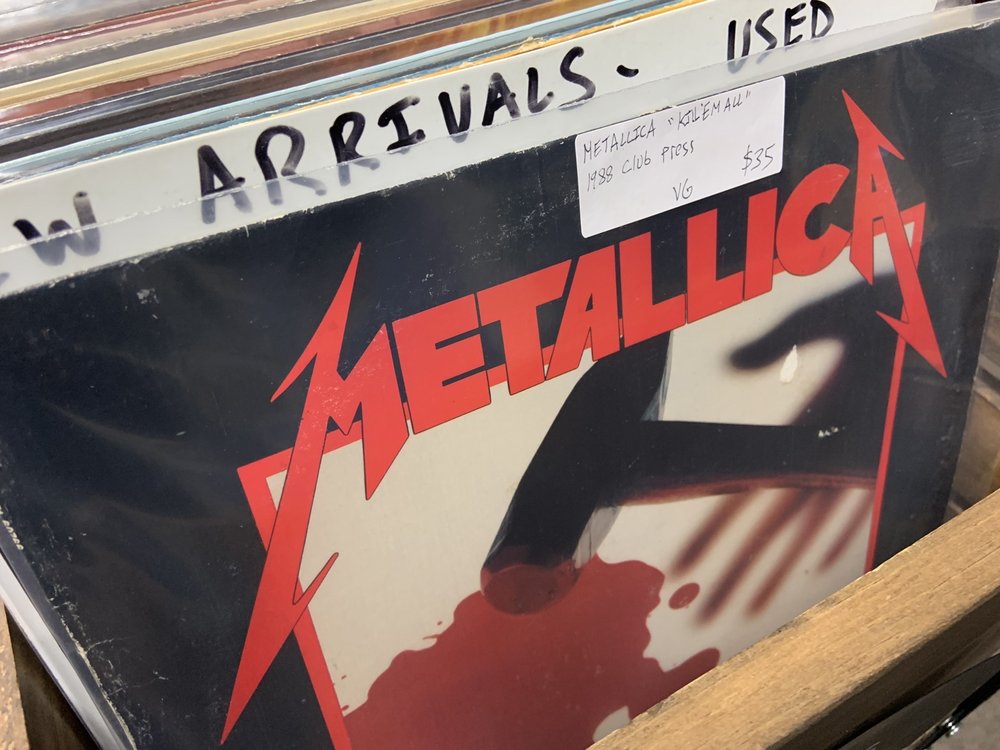 W ARRIVALS. USED
METALLICA "KILL'EM ALL"
1988 Club Press $35
VG
METALLICA